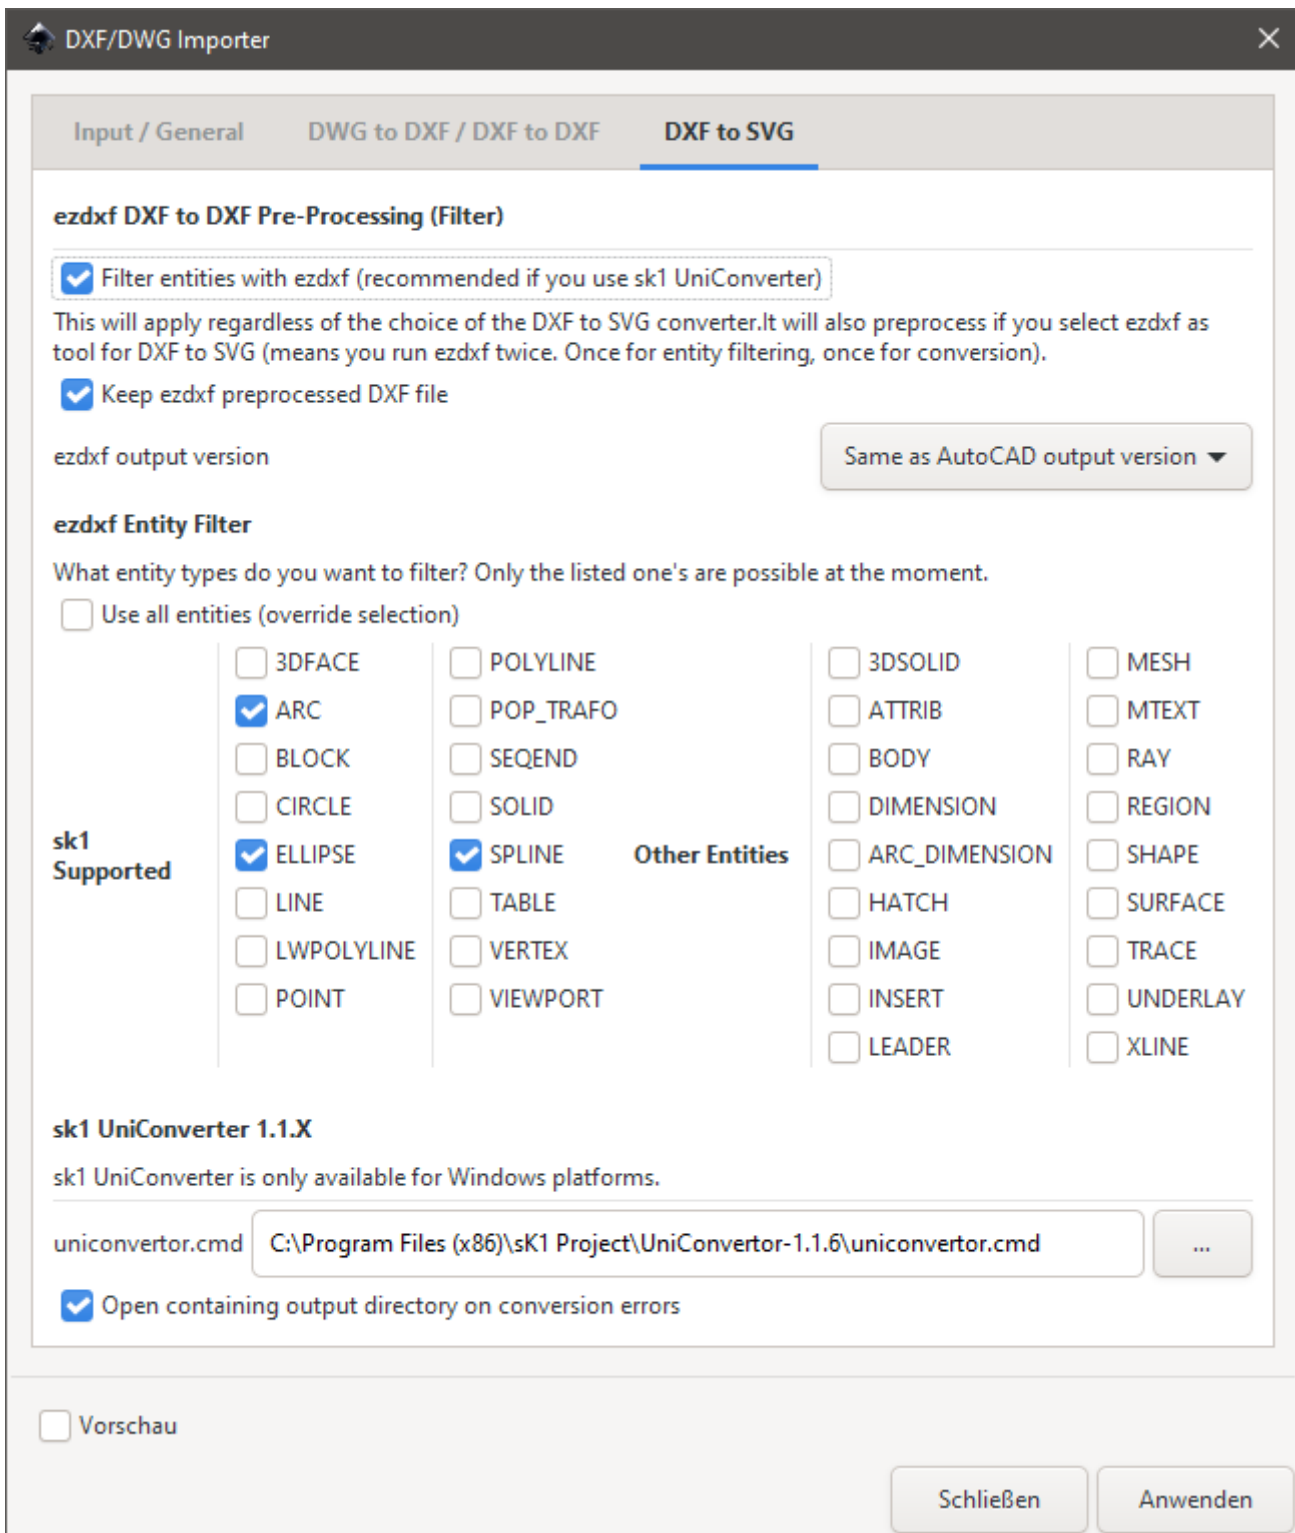 DXF/DWG Importer
Input / General DWG to DXF / DXF to DXF DXF to SVG
ezdxf DXF to DXF Pre-Processing (Filter)
Filter entities with ezdxf (recommended if you use sk1 UniConverter)
This will apply regardless of the choice of the DXF to SVG converter.It will also preprocess if you select ezdxf as
tool for DXF to SVG (means you run ezdxf twice. Once for entity filtering, once for conversion).
Keep ezdxf preprocessed DXF file
ezdxf output version Same as AutoCAD output version
ezdxf Entity Filter
What entity types do you want to filter? Only the listed one's are possible at the moment.
Use all entities (override selection)
sk1
Supported
3DFACE
ARC
BLOCK
CIRCLE
ELLIPSE
LINE
LWPOLYLINE
POINT
POLYLINE
POP_TRAFO
SEQEND
SOLID
SPLINE
TABLE
VERTEX
VIEWPORT
Other Entities
3DSOLID
ATTRIB
BODY
DIMENSION
ARC_DIMENSION
HATCH
IMAGE
INSERT
LEADER
MESH
MTEXT
RAY
REGION
SHAPE
SURFACE
TRACE
UNDERLAY
XLINE
sk1 UniConverter 1.1.X
sk1 UniConverter is only available for Windows platforms.
uniconvertor.cmd C:\Program Files (x86)\sK1 Project\UniConvertor-1.1.6\uniconvertor.cmd ...
Open containing output directory on conversion errors
Vorschau
Schließen Anwenden